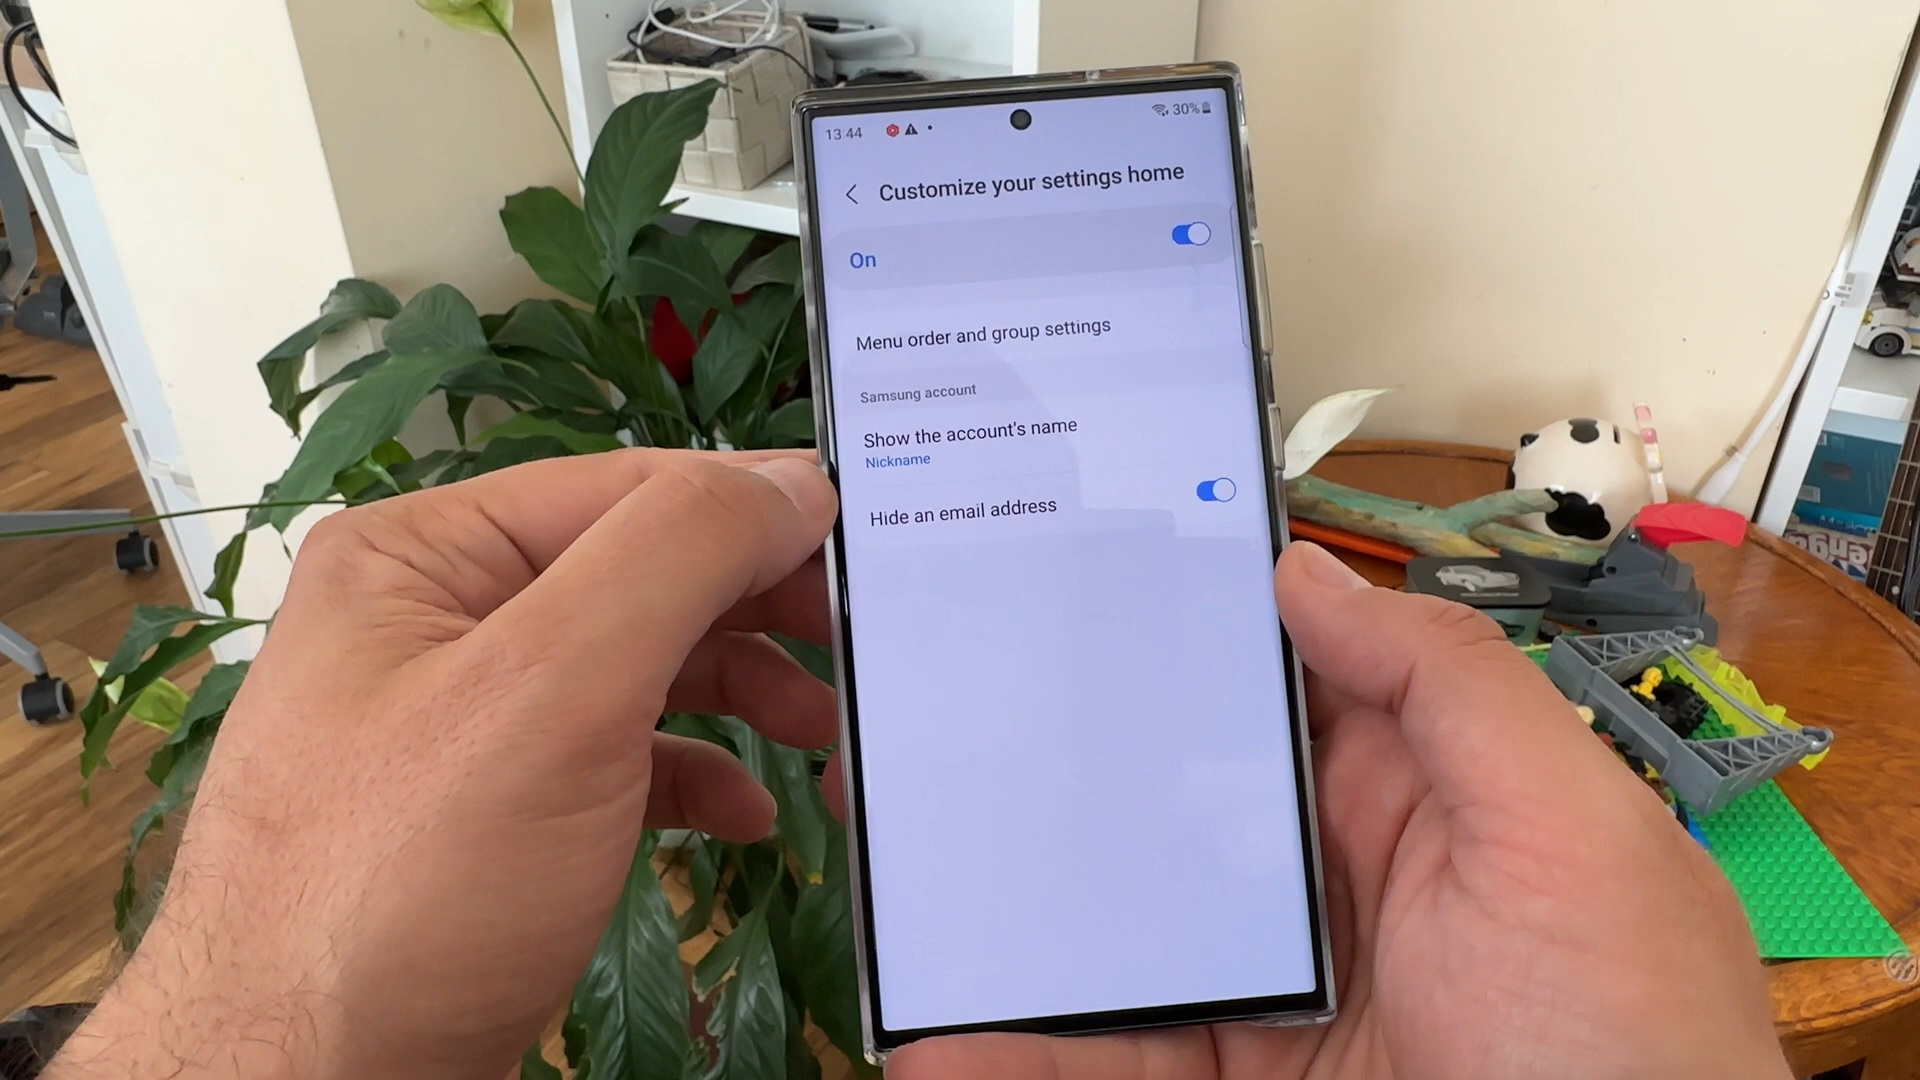 13:44
30%
Customize your settings home
On
Menu order and group settings
Samsung account
Show the account's name
Nickname
Hide an email address